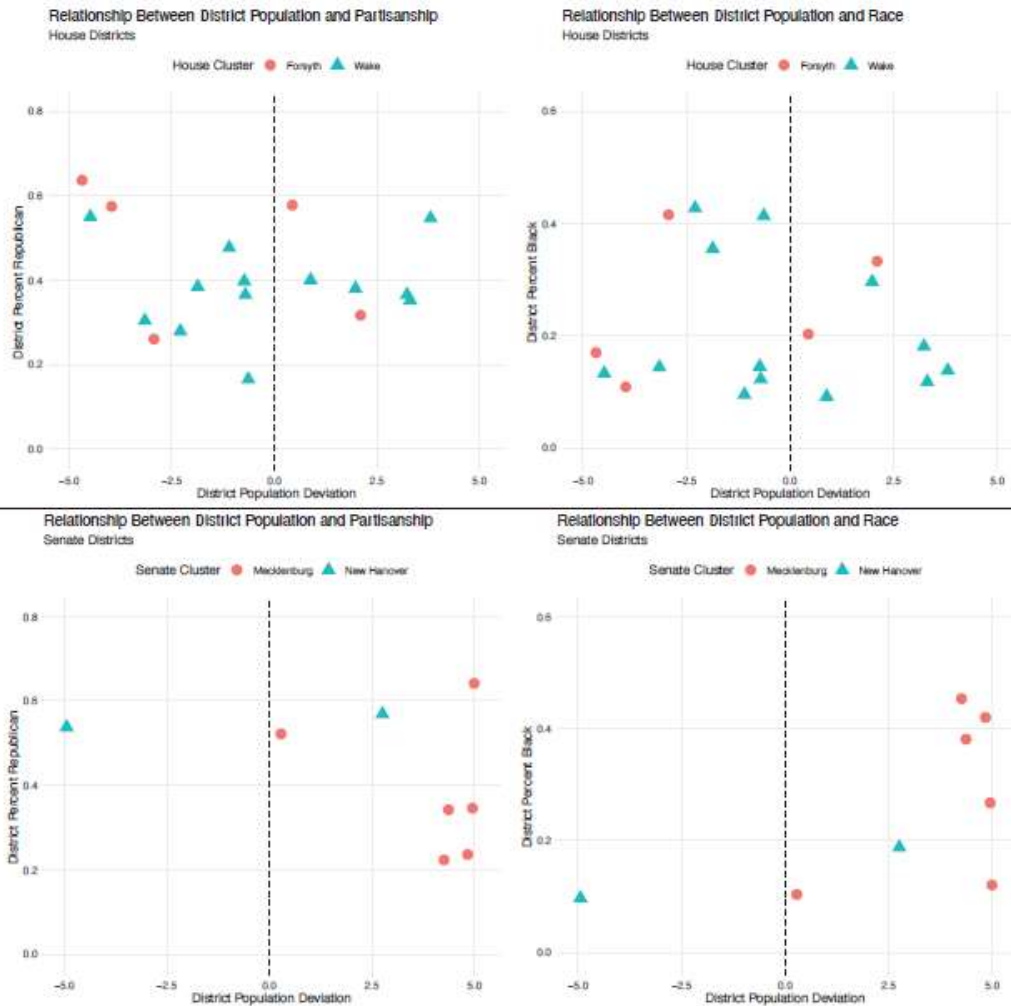 Relationship Between District Population and Partisanship
House Districts
House Cluster Forsyth Wake
0.8
0.6
0.4
0.2
0.0
District Percent Republican
−5.0 −2.5 0.0 2.5 5.0
District Population Deviation
Relationship Between District Population and Race
House Districts
House Cluster Forsyth Wake
0.6
0.4
0.2
0.0
District Percent Black
−5.0 −2.5 0.0 2.5 5.0
District Population Deviation
Relationship Between District Population and Partisanship
Senate Districts
Senate Cluster Mecklenburg New Hanover
0.8
0.6
0.4
0.2
0.0
District Percent Republican
−5.0 −2.5 0.0 2.5 5.0
District Population Deviation
Relationship Between District Population and Race
Senate Districts
Senate Cluster Mecklenburg New Hanover
0.6
0.4
0.2
0.0
District Percent Black
−5.0 −2.5 0.0 2.5 5.0
District Population Deviation